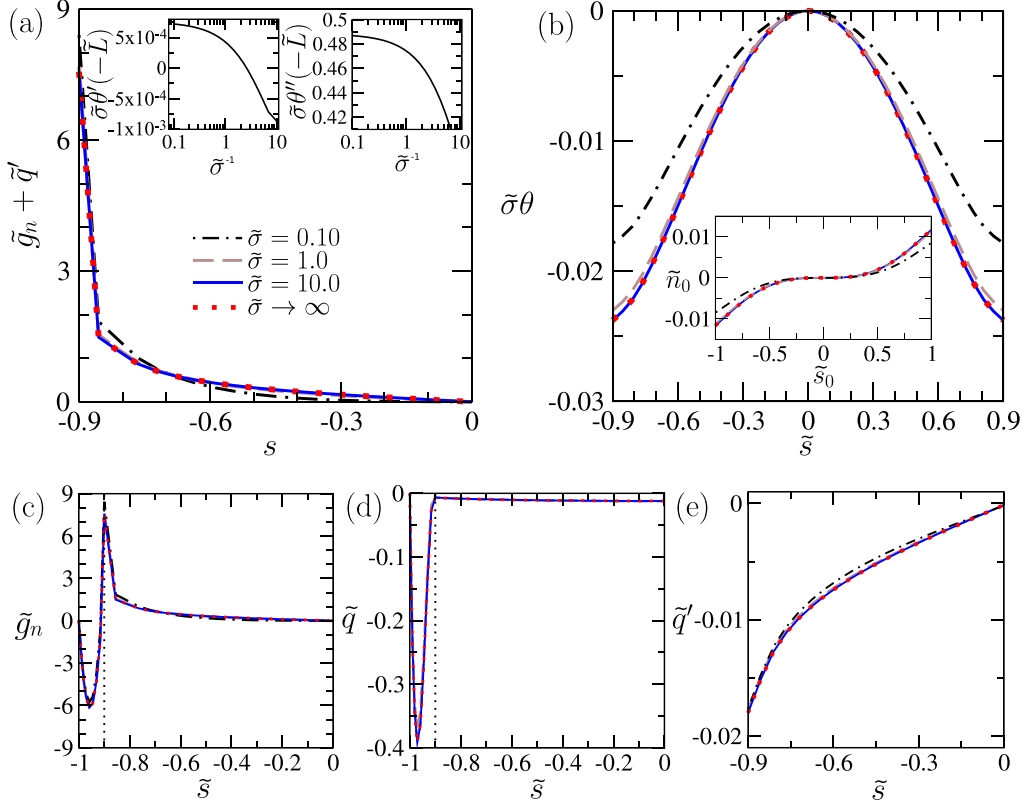 (a)
9
6
3
0
-0.9
-0.6
-0.3
0
s
g̃ₙ + q̃′
5x10⁻⁴
0
-5x10⁻⁴
-1x10⁻³
0.1
1
10
σ̃⁻¹
σ̃θ′(−L̃)
0.5
0.48
0.46
0.44
0.42
0.1
1
10
σ̃⁻¹
σ̃θ″(−L̃)
σ̃ = 0.10
σ̃ = 1.0
σ̃ = 10.0
σ̃ → ∞
(b)
0
-0.01
-0.02
-0.03
-0.9
-0.6
-0.3
0
0.3
0.6
0.9
s̃
σ̃θ
0.01
0
-0.01
ñ₀
-1
-0.5
0
0.5
1
s̃₀
(c)
9
6
3
0
-3
-6
-9
g̃ₙ
-1
-0.8
-0.6
-0.4
-0.2
0
s̃
(d)
0
-0.1
-0.2
-0.3
-0.4
q̃
-1
-0.8
-0.6
-0.4
-0.2
0
s̃
(e)
0
-0.01
-0.02
q̃′
-0.9
-0.6
-0.3
0
s̃